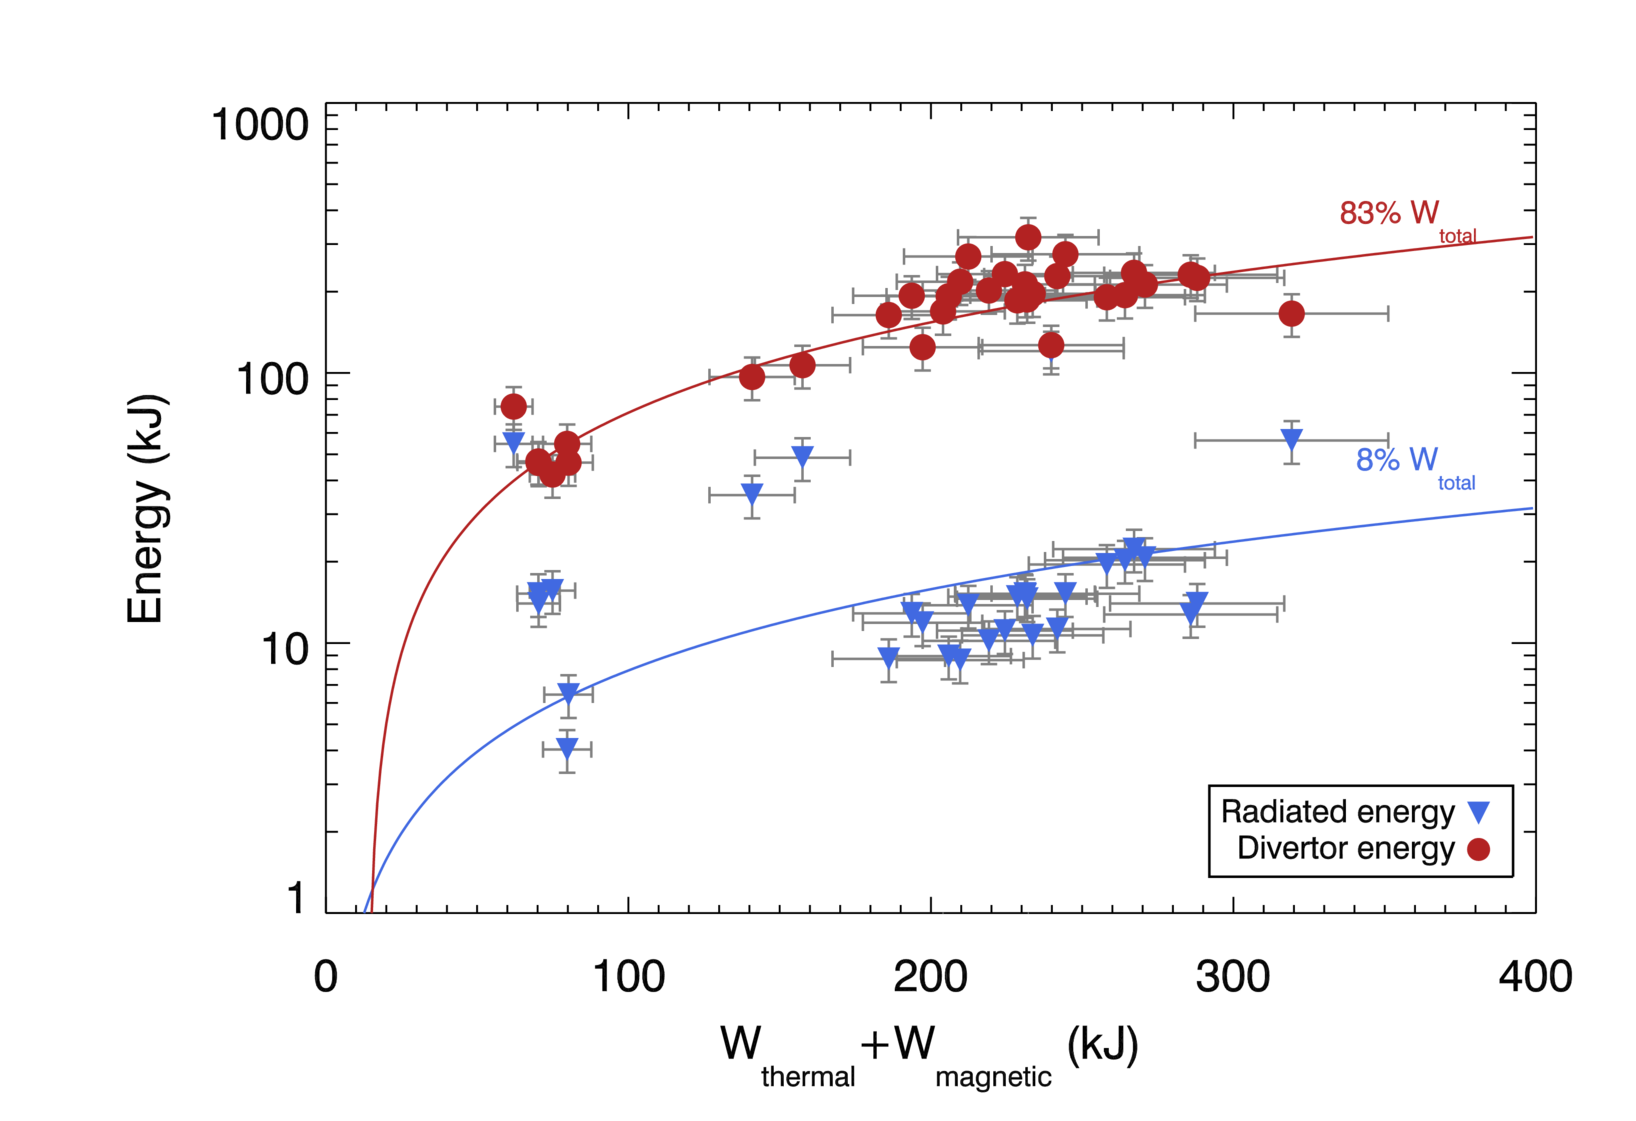 1000
100
10
1
Energy (kJ)
83% W total
8% W total
Radiated energy
Divertor energy
0 100 200 300 400
W thermal +W magnetic (kJ)